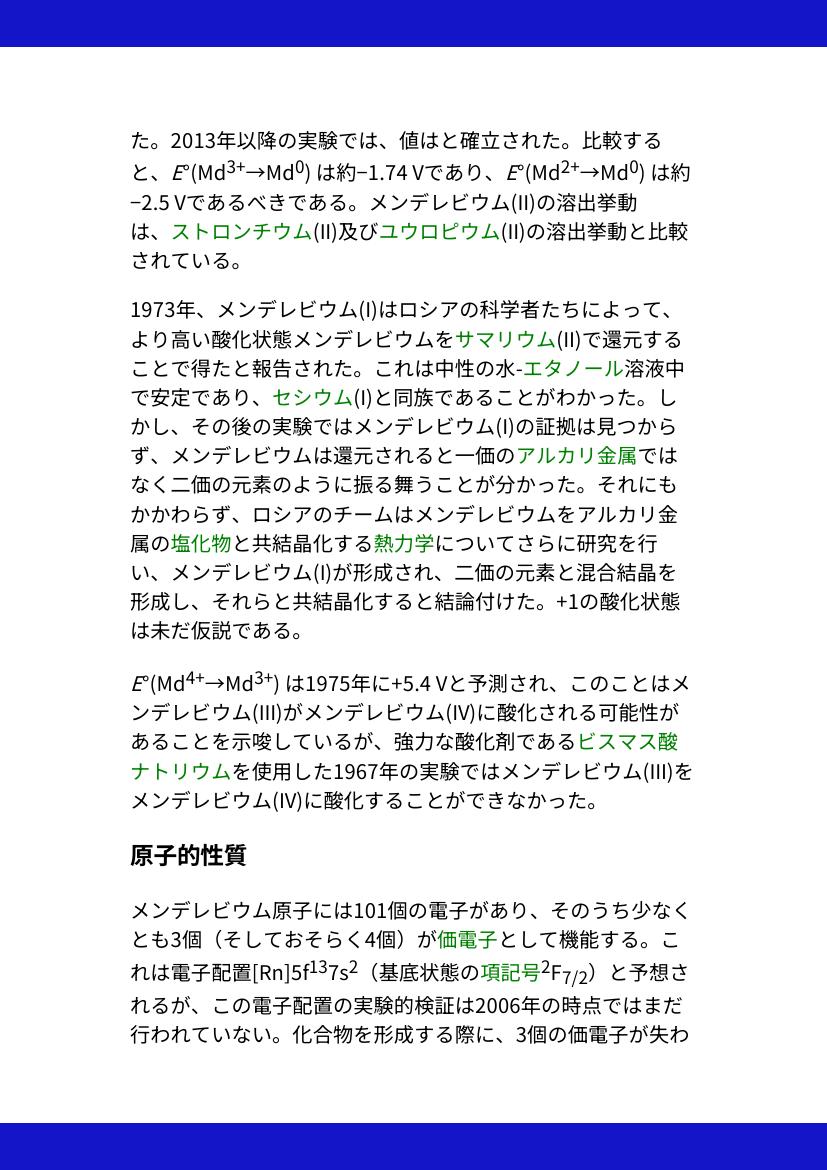 た。2013年以降の実験では、値はと確立された。比較する
と、E°(Md3+→Md0) は約−1.74 Vであり、E°(Md2+→Md0) は約
−2.5 Vであるべきである。メンデレビウム(II)の溶出挙動
は、ストロンチウム(II)及びユウロピウム(II)の溶出挙動と比較
されている。
1973年、メンデレビウム(I)はロシアの科学者たちによって、
より高い酸化状態メンデレビウムをサマリウム(II)で還元する
ことで得たと報告された。これは中性の水-エタノール溶液中
で安定であり、セシウム(I)と同族であることがわかった。し
かし、その後の実験ではメンデレビウム(I)の証拠は見つから
ず、メンデレビウムは還元されると一価のアルカリ金属では
なく二価の元素のように振る舞うことが分かった。それにも
かかわらず、ロシアのチームはメンデレビウムをアルカリ金
属の塩化物と共結晶化する熱力学についてさらに研究を行
い、メンデレビウム(I)が形成され、二価の元素と混合結晶を
形成し、それらと共結晶化すると結論付けた。+1の酸化状態
は未だ仮説である。
E°(Md4+→Md3+) は1975年に+5.4 Vと予測され、このことはメ
ンデレビウム(III)がメンデレビウム(IV)に酸化される可能性が
あることを示唆しているが、強力な酸化剤であるビスマス酸
ナトリウムを使用した1967年の実験ではメンデレビウム(III)を
メンデレビウム(IV)に酸化することができなかった。
原子的性質
メンデレビウム原子には101個の電子があり、そのうち少なく
とも3個（そしておそらく4個）が価電子として機能する。こ
れは電子配置[Rn]5f137s2（基底状態の項記号2F7/2）と予想さ
れるが、この電子配置の実験的検証は2006年の時点ではまだ
行われていない。化合物を形成する際に、3個の価電子が失わ